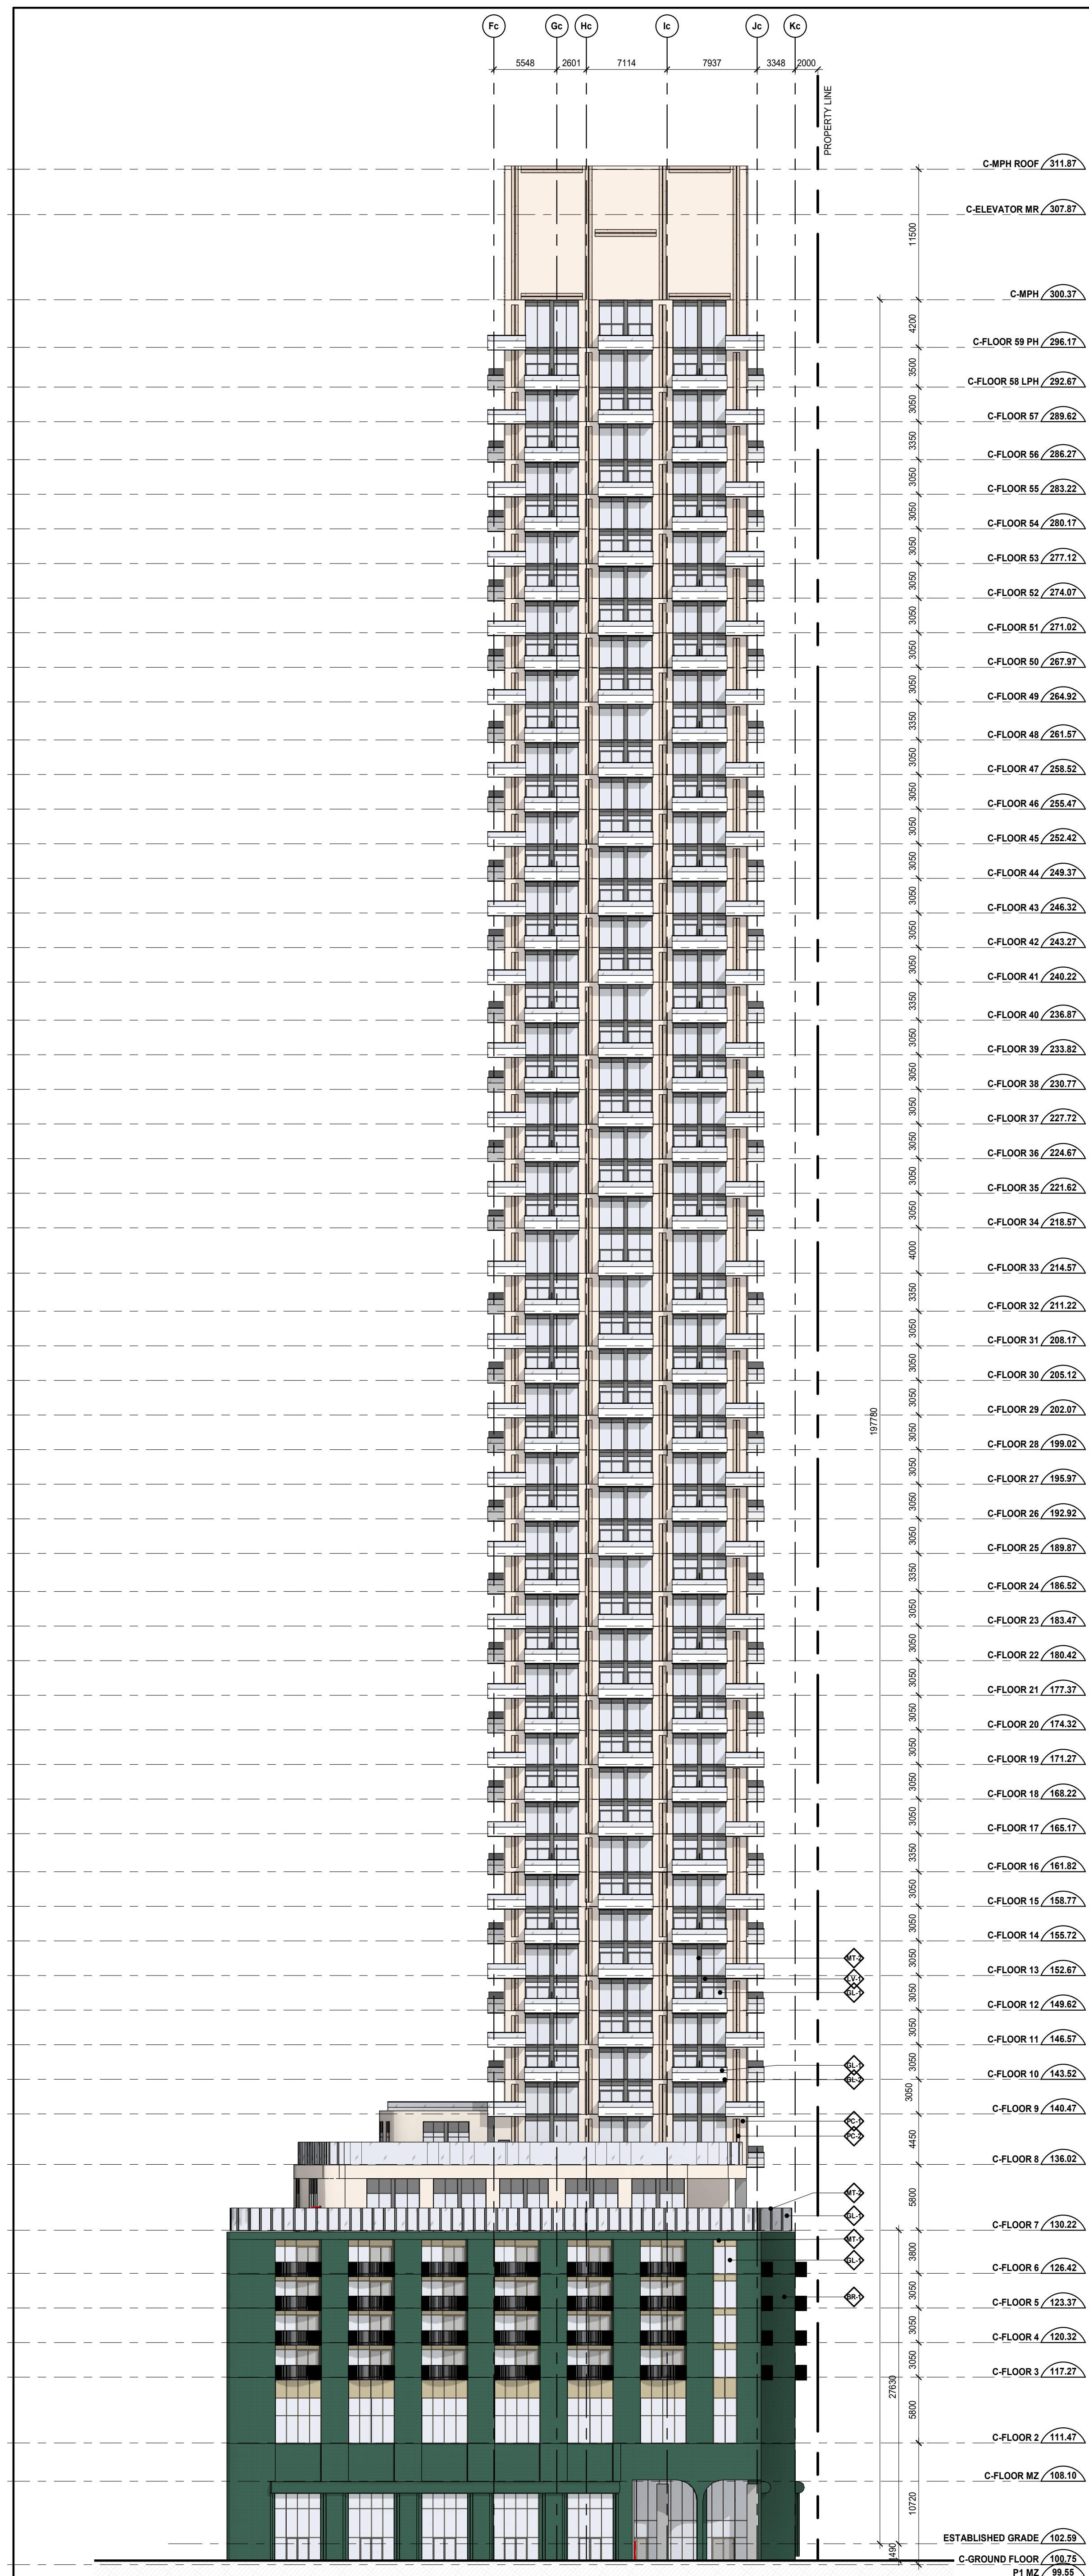 Fc Gc Hc Ic Jc Kc
5548 2601 7114 7937 3348 2000
PROPERTY LINE
C-MPH ROOF 311.87
C-ELEVATOR MR 307.87
11500
C-MPH 300.37
4200
C-FLOOR 59 PH 296.17
3500
C-FLOOR 58 LPH 292.67
3050
C-FLOOR 57 289.62
3350
C-FLOOR 56 286.27
3050
C-FLOOR 55 283.22
3050
C-FLOOR 54 280.17
3050
C-FLOOR 53 277.12
3050
C-FLOOR 52 274.07
3050
C-FLOOR 51 271.02
3050
C-FLOOR 50 267.97
3050
C-FLOOR 49 264.92
3350
C-FLOOR 48 261.57
3050
C-FLOOR 47 258.52
3050
C-FLOOR 46 255.47
3050
C-FLOOR 45 252.42
3050
C-FLOOR 44 249.37
3050
C-FLOOR 43 246.32
3050
C-FLOOR 42 243.27
3050
C-FLOOR 41 240.22
3350
C-FLOOR 40 236.87
3050
C-FLOOR 39 233.82
3050
C-FLOOR 38 230.77
3050
C-FLOOR 37 227.72
3050
C-FLOOR 36 224.67
3050
C-FLOOR 35 221.62
3050
C-FLOOR 34 218.57
4000
C-FLOOR 33 214.57
3350
C-FLOOR 32 211.22
3050
C-FLOOR 31 208.17
3050
C-FLOOR 30 205.12
3050
C-FLOOR 29 202.07
197780
3050
C-FLOOR 28 199.02
3050
C-FLOOR 27 195.97
3050
C-FLOOR 26 192.92
3050
C-FLOOR 25 189.87
3350
C-FLOOR 24 186.52
3050
C-FLOOR 23 183.47
3050
C-FLOOR 22 180.42
3050
C-FLOOR 21 177.37
3050
C-FLOOR 20 174.32
3050
C-FLOOR 19 171.27
3050
C-FLOOR 18 168.22
3050
C-FLOOR 17 165.17
3350
C-FLOOR 16 161.82
3050
C-FLOOR 15 158.77
3050
C-FLOOR 14 155.72
MT-2
3050
C-FLOOR 13 152.67
LV-1
GL-1
3050
C-FLOOR 12 149.62
3050
C-FLOOR 11 146.57
GL-1
3050
C-FLOOR 10 143.52
GL-2
3050
C-FLOOR 9 140.47
PC-1
PC-2
4450
C-FLOOR 8 136.02
MT-2
5800
GL-1
C-FLOOR 7 130.22
MT-1
3800
GL-1
C-FLOOR 6 126.42
3050
BR-1
C-FLOOR 5 123.37
3050
C-FLOOR 4 120.32
3050
C-FLOOR 3 117.27
27630
5800
C-FLOOR 2 111.47
C-FLOOR MZ 108.10
10720
ESTABLISHED GRADE 102.59
1490
C-GROUND FLOOR 100.75
P1 MZ 99.55